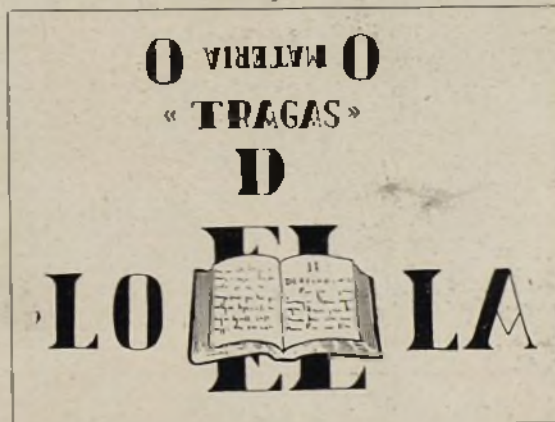 O MATERIA O
« TRAGAS »
D
EL
LO LA
EL